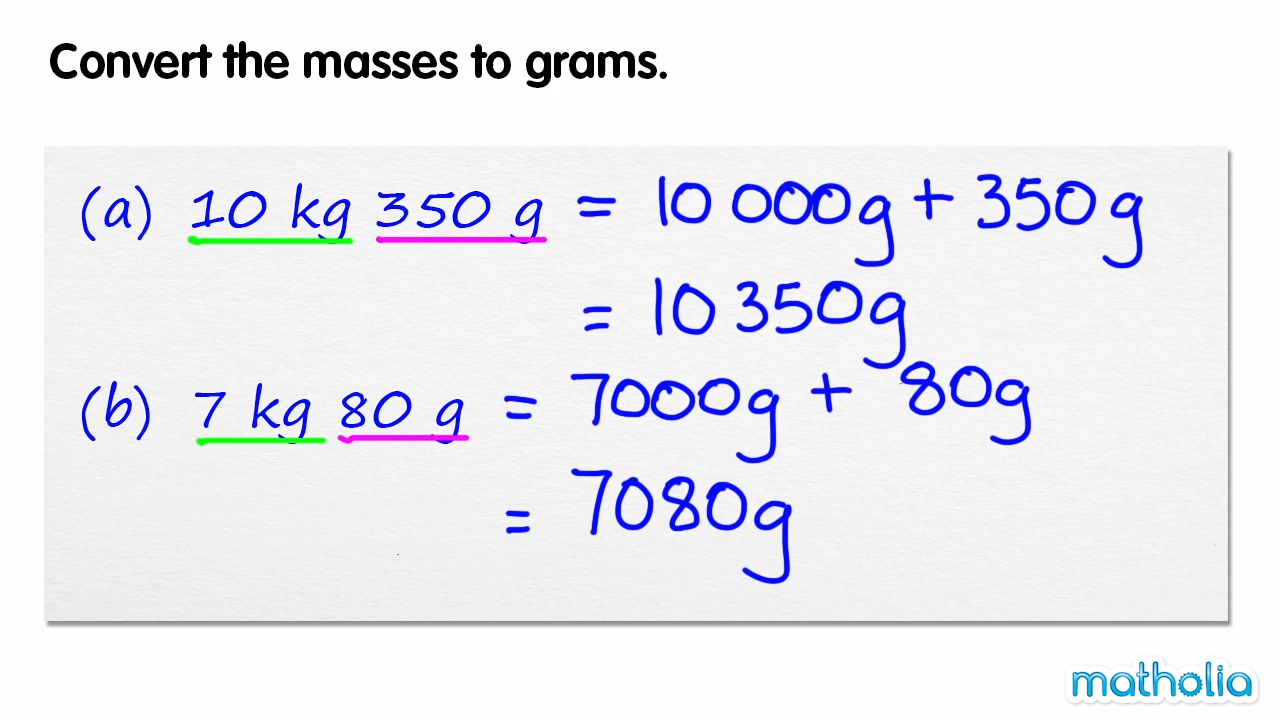 Convert the masses to grams.
(a) 10 kg 350 g = 10 000g + 350g
= 10 350g
(b) 7 kg 80 g = 7000g + 80g
= 7080g
matholia